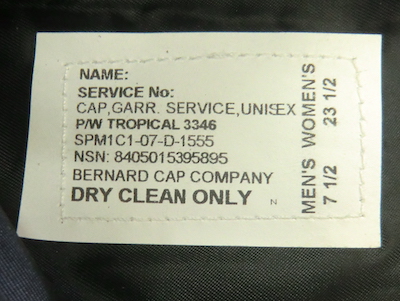 NAME:
SERVICE No:
CAP,GARR. SERVICE,UNISEX
P/W TROPICAL 3346
SPM1C1-07-D-1555
NSN: 8405015395895
BERNARD CAP COMPANY
DRY CLEAN ONLY
N
MEN'S WOMEN'S
7 1/2 23 1/2